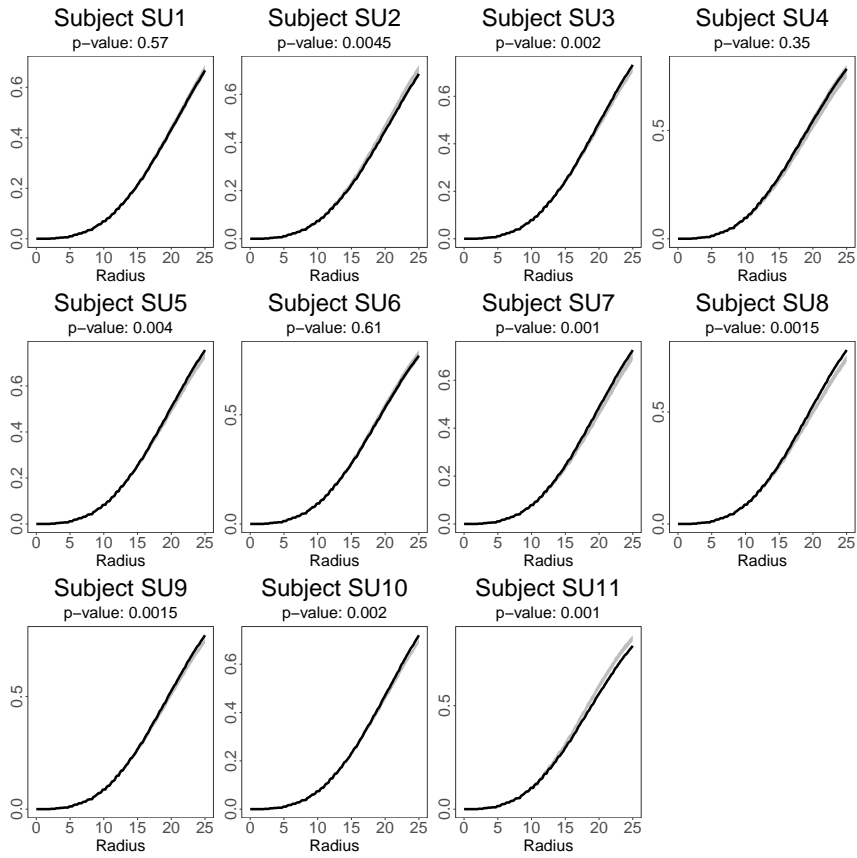 Subject SU1 Subject SU2 Subject SU3 Subject SU4
p−value: 0.57 p−value: 0.0045 p−value: 0.002 p−value: 0.35
0.6 0.6 0.6
0.5
0.4 0.4 0.4
0.2 0.2 0.2
0.0 0.0 0.0 0.0
0 5 10 15 20 25 0 5 10 15 20 25 0 5 10 15 20 25 0 5 10 15 20 25
Radius Radius Radius Radius
Subject SU5 Subject SU6 Subject SU7 Subject SU8
p−value: 0.004 p−value: 0.61 p−value: 0.001 p−value: 0.0015
0.6 0.6
0.5 0.5
0.4 0.4
0.2 0.2
0.0 0.0 0.0 0.0
0 5 10 15 20 25 0 5 10 15 20 25 0 5 10 15 20 25 0 5 10 15 20 25
Radius Radius Radius Radius
Subject SU9 Subject SU10 Subject SU11
p−value: 0.0015 p−value: 0.002 p−value: 0.001
0.6
0.5 0.5
0.4
0.2
0.0 0.0 0.0
0 5 10 15 20 25 0 5 10 15 20 25 0 5 10 15 20 25
Radius Radius Radius